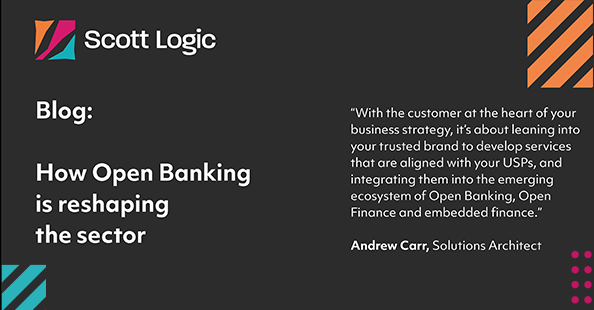 Scott Logic
Blog:
How Open Banking
is reshaping
the sector
“With the customer at the heart of your
business strategy, it’s about leaning into
your trusted brand to develop services
that are aligned with your USPs, and
integrating them into the emerging
ecosystem of Open Banking, Open
Finance and embedded finance.”
Andrew Carr, Solutions Architect